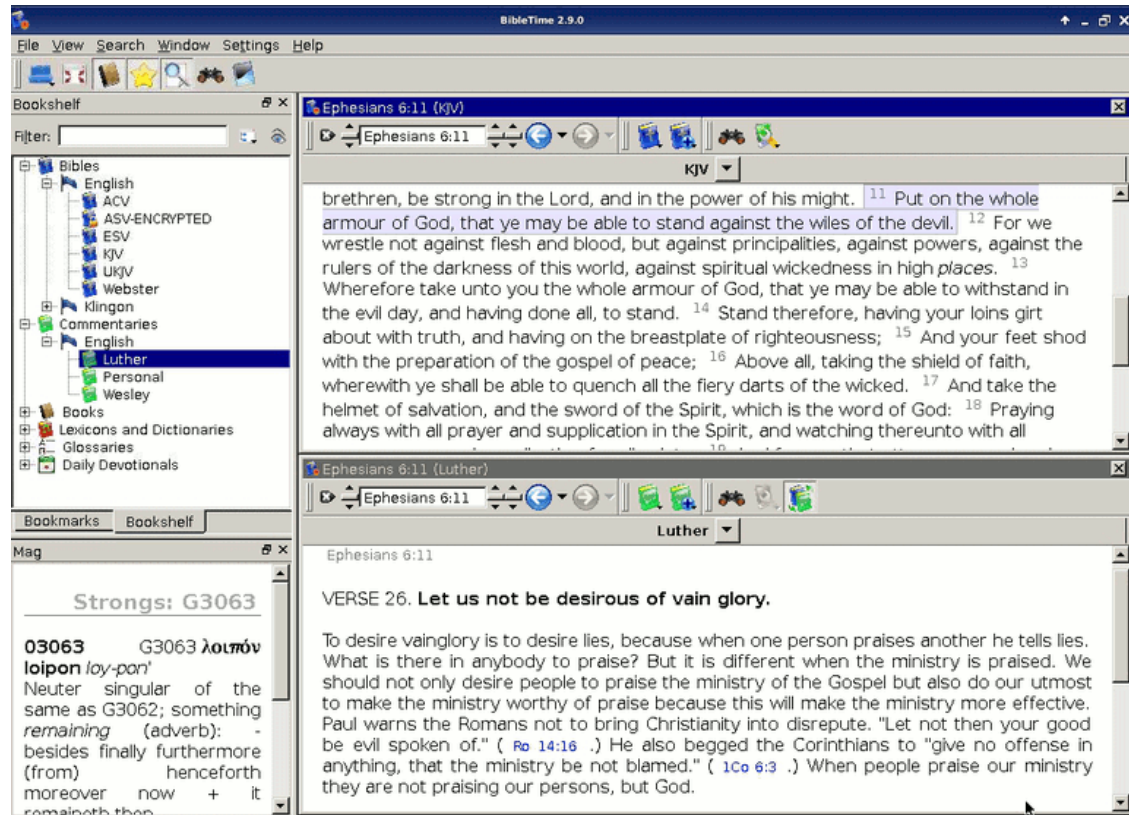 BibleTime 2.9.0
File View Search Window Settings Help
Bookshelf
Filter:
Bibles
English
ACV
ASV-ENCRYPTED
ESV
KJV
UKJV
Webster
Klingon
Commentaries
English
Luther
Personal
Wesley
Books
Lexicons and Dictionaries
Glossaries
Daily Devotionals
Bookmarks Bookshelf
Mag
Strongs: G3063
03063 G3063 λοιπόν
loipon loy-pon'
Neuter singular of the
same as G3062; something
remaining (adverb): -
besides finally furthermore
(from) henceforth
moreover now + it
remaineth then
Ephesians 6:11 (KJV)
Ephesians 6:11
KJV
brethren, be strong in the Lord, and in the power of his might. 11 Put on the whole
armour of God, that ye may be able to stand against the wiles of the devil. 12 For we
wrestle not against flesh and blood, but against principalities, against powers, against the
rulers of the darkness of this world, against spiritual wickedness in high places. 13
Wherefore take unto you the whole armour of God, that ye may be able to withstand in
the evil day, and having done all, to stand. 14 Stand therefore, having your loins girt
about with truth, and having on the breastplate of righteousness; 15 And your feet shod
with the preparation of the gospel of peace; 16 Above all, taking the shield of faith,
wherewith ye shall be able to quench all the fiery darts of the wicked. 17 And take the
helmet of salvation, and the sword of the Spirit, which is the word of God: 18 Praying
always with all prayer and supplication in the Spirit, and watching thereunto with all
Ephesians 6:11 (Luther)
Ephesians 6:11
Luther
Ephesians 6:11
VERSE 26. Let us not be desirous of vain glory.
To desire vainglory is to desire lies, because when one person praises another he tells lies.
What is there in anybody to praise? But it is different when the ministry is praised. We
should not only desire people to praise the ministry of the Gospel but also do our utmost
to make the ministry worthy of praise because this will make the ministry more effective.
Paul warns the Romans not to bring Christianity into disrepute. "Let not then your good
be evil spoken of." ( Ro 14:16 .) He also begged the Corinthians to "give no offense in
anything, that the ministry be not blamed." ( 1Co 6:3 .) When people praise our ministry
they are not praising our persons, but God.